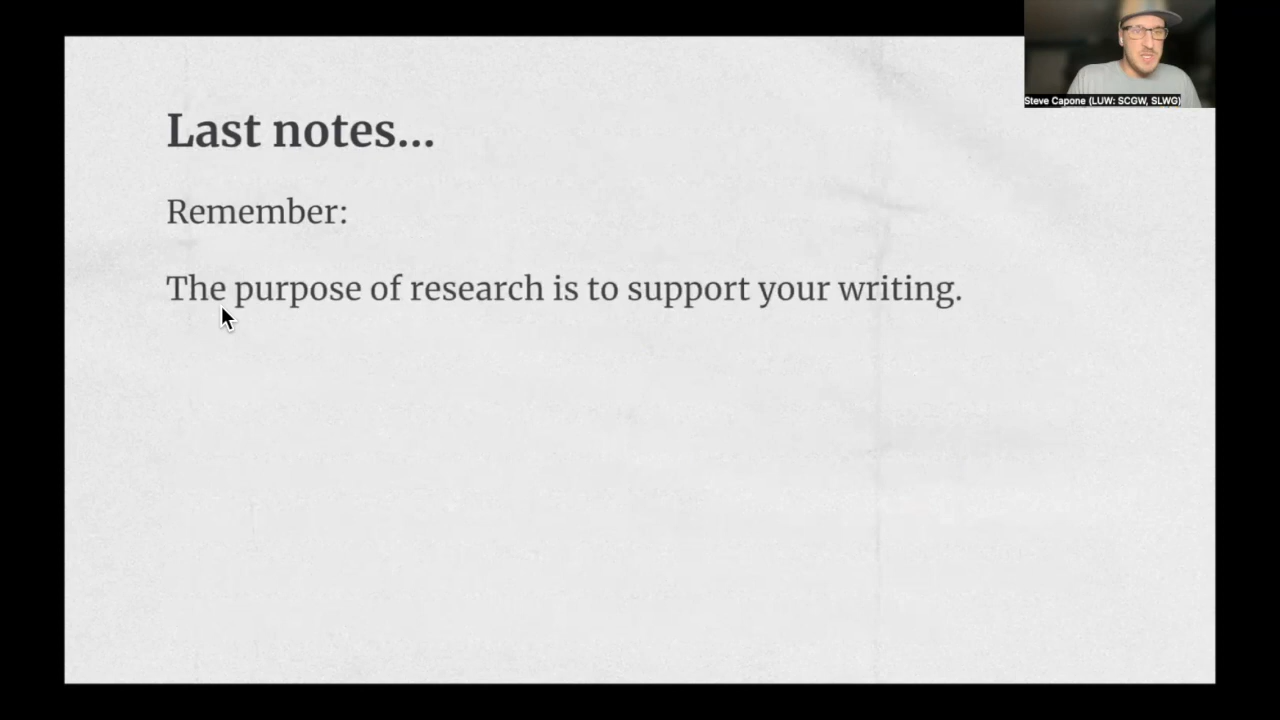 Last notes...
Remember:
The purpose of research is to support your writing.
Steve Capone (LUW: SCGW, SLWG)